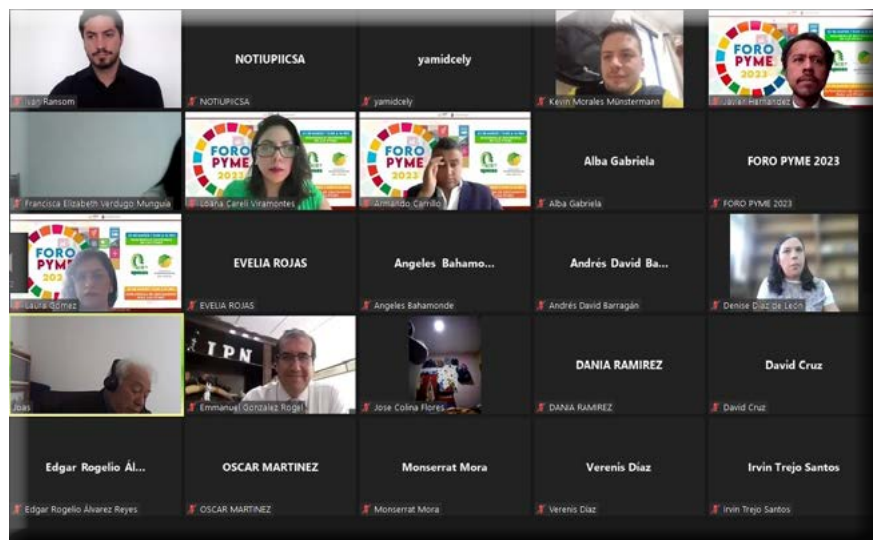 NOTIUPIICSA
yamidcely
FORO
PYME
2023
Ivan Ransom
NOTIUPIICSA
yamidcely
Kevin Morales Münstermann
Javier Hernandez
FORO
PYME
2023
FORO
PYME
2023
Alba Gabriela
FORO PYME 2023
Francisca Elizabeth Verdugo Munguia
Loana Careli Viramontes
Armando Carrillo
Alba Gabriela
FORO PYME 2023
FORO
PYME
202
EVELIA ROJAS
Angeles Bahamo...
Andrés David Ba...
Laura Gómez
EVELIA ROJAS
Angeles Bahamonde
Andrés David Barragán
Denise Díaz de León
IPN
DANIA RAMIREZ
David Cruz
Joas
Emmanuel Gonzalez Rogel
Jose Colina Flores
DANIA RAMIREZ
David Cruz
Edgar Rogelio Ál...
OSCAR MARTINEZ
Monserrat Mora
Verenis Díaz
Irvin Trejo Santos
Edgar Rogelio Álvarez Reyes
OSCAR MARTINEZ
Monserrat Mora
Verenis Díaz
Irvin Trejo Santos